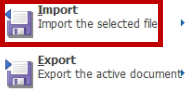 Import
Import the selected file
Export
Export the active document